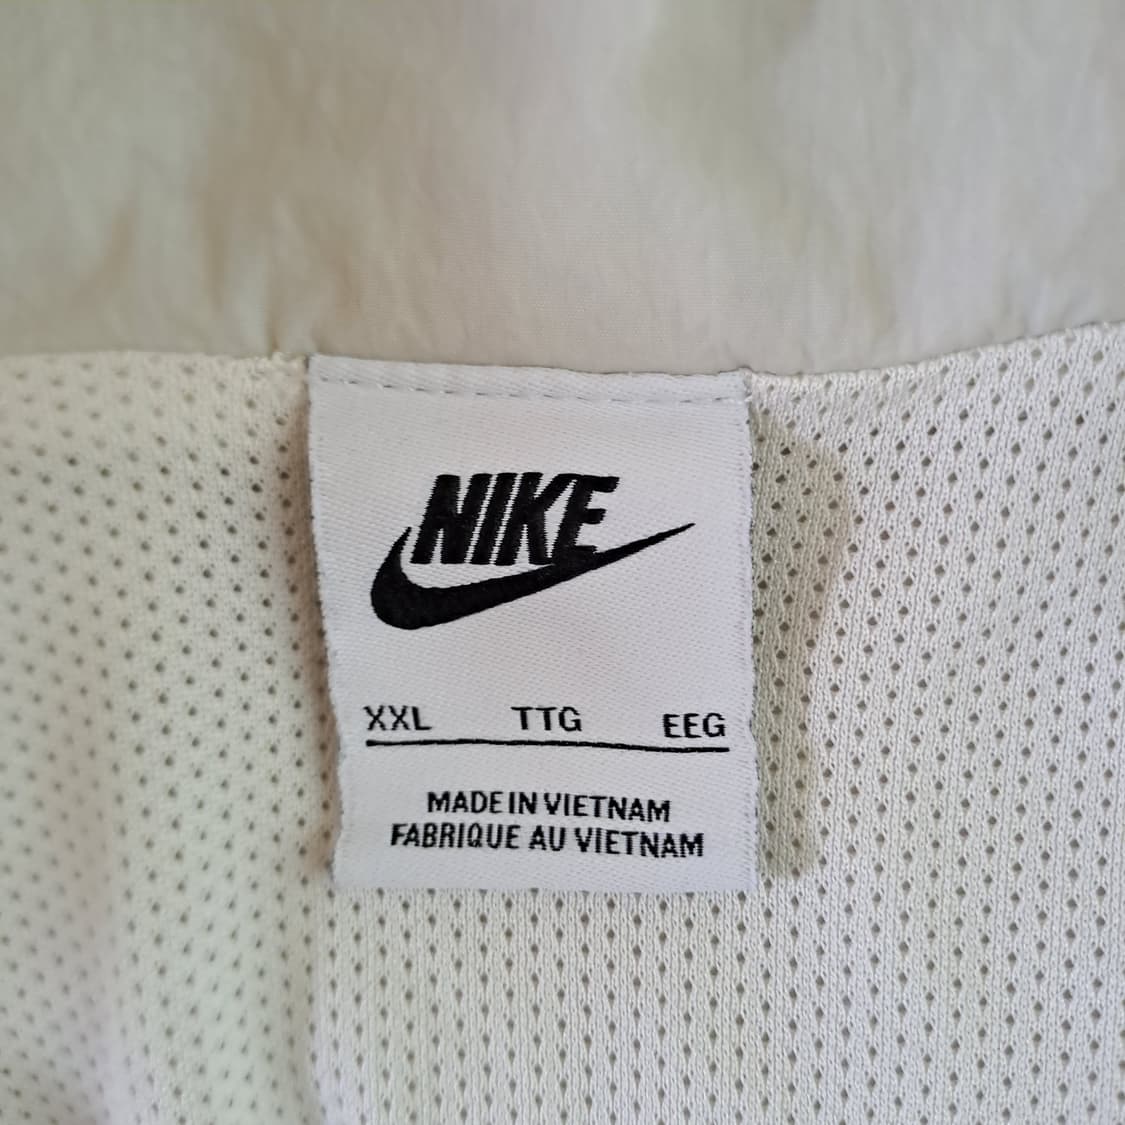 NIKE
XXL TTG EEG
MADE IN VIETNAM
FABRIQUE AU VIETNAM